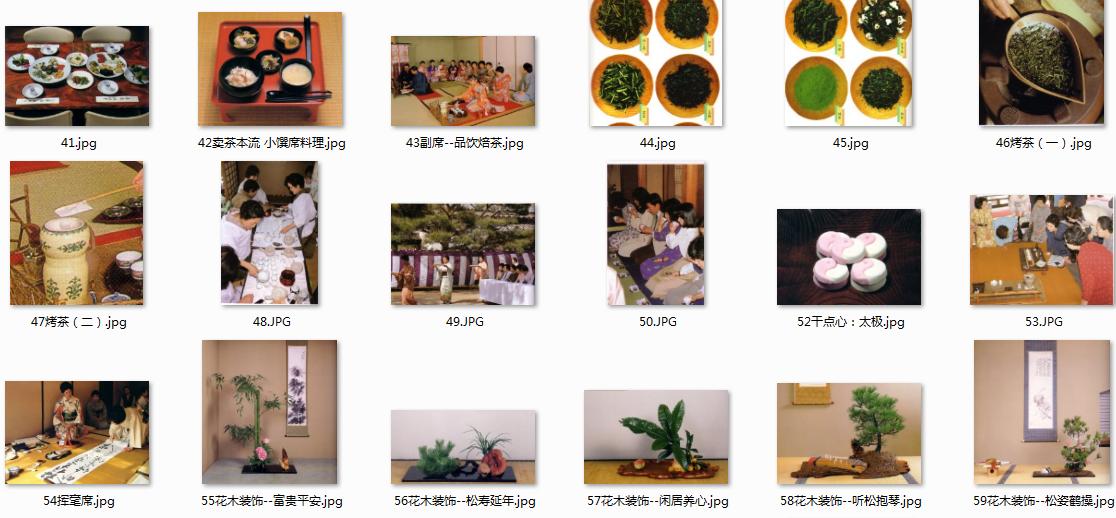 41.jpg
42卖茶本流 小馔席料理.jpg
43副席--品饮焙茶.jpg
44.jpg
45.jpg
46烤茶（一）.jpg
47烤茶（二）.jpg
48.JPG
49.JPG
50.JPG
52干点心：太极.jpg
53.JPG
54挥毫席.jpg
55花木装饰--富贵平安.jpg
56花木装饰--松寿延年.jpg
57花木装饰--闲居养心.jpg
58花木装饰--听松抱琴.jpg
59花木装饰--松姿鹤操.jpg